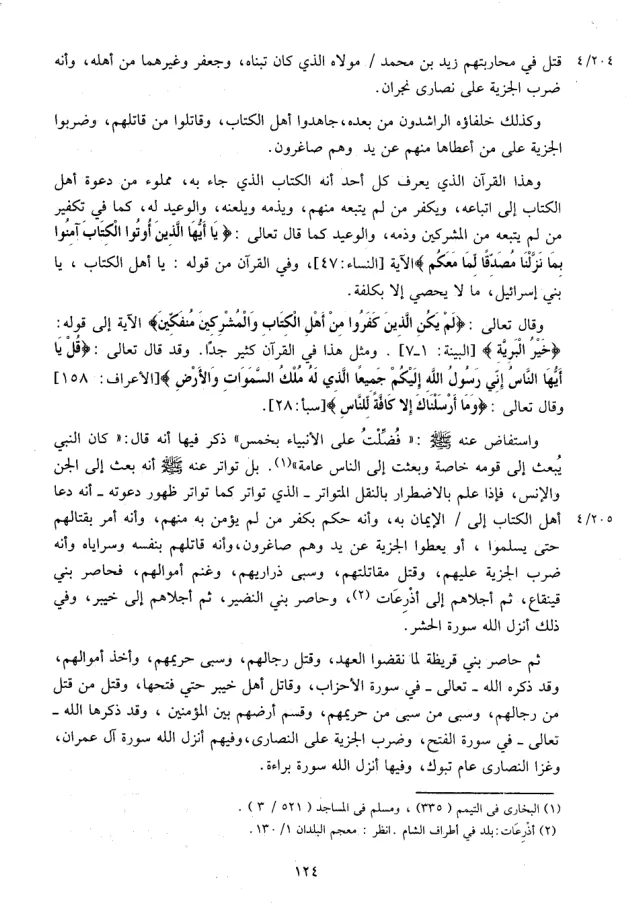 ٤/٢٠٤ قتل في محاربتهم زيد بن محمد / مولاه الذي كان تبناه، وجعفر وغيرهما من أهله، وأنه
ضرب الجزية على نصارى نجران.
وكذلك خلفاؤه الراشدون من بعده،جاهدوا أهل الكتاب، وقاتلوا من قاتلهم، وضربوا
الجزية على من أعطاها منهم عن يد وهم صاغرون.
وهذا القرآن الذي يعرف كل أحد أنه الكتاب الذي جاء به، مملوء من دعوة أهل
الكتاب إلى اتباعه، ويكفر من لم يتبعه منهم، ويذمه ويلعنه، والوعيد له، كما في تكفير
من لم يتبعه من المشركين وذمه، والوعيد كما قال تعالى :﴿ يَا أَيُّهَا الَّذِينَ أُوتُوا الْكِتَابَ آمِنُوا
بِمَا نَزَّلْنَا مُصَدِّقًا لِّمَا مَعَكُم ﴾الآية [النساء:٤٧]، وفي القرآن من قوله : يا أهل الكتاب ، يا
بني إسرائيل، ما لا يحصي إلا بكلفة.
وقال تعالى : ﴿لَمْ يَكُنِ الَّذِينَ كَفَرُوا مِنْ أَهْلِ الْكِتَابِ وَالْمُشْرِكِينَ مُنفَكِّينَ﴾ الآية إلى قوله:
﴿خَيْرُ الْبَرِيَّةِ ﴾ [البينة: ١ـ٧] . ومثل هذا في القرآن كثير جدًا. وقد قال تعالى : ﴿قُلْ يَا
أَيُّهَا النَّاسُ إِنِّي رَسُولُ اللَّهِ إِلَيْكُمْ جَمِيعًا الَّذِي لَهُ مُلْكُ السَّمَوَاتِ وَالأَرْضِ ﴾[الأعراف: ١٥٨]
وقال تعالى : ﴿وَمَا أَرْسَلْنَاكَ إِلا كَافَّةً لِّلنَّاسِ ﴾[سبأ:٢٨].
واستفاض عنه ﷺ :« فُضِّلْتُ على الأنبياء بخمس» ذكر فيها أنه قال:« كان النبي
يُبعث إلى قومه خاصة وبعثت إلى الناس عامة»(١). بل تواتر عنه ﷺ أنه بعث إلى الجن
والإنس، فإذا علم بالاضطرار بالنقل المتواتر ـ الذي تواتر كما تواتر ظهور دعوته ـ أنه دعا
٤/٢٠٥ أهل الكتاب إلى / الإيمان به، وأنه حكم بكفر من لم يؤمن به منهم، وأنه أمر بقتالهم
حتى يسلموا ، أو يعطوا الجزية عن يد وهم صاغرون،وأنه قاتلهم بنفسه وسراياه وأنه
ضرب الجزية عليهم، وقتل مقاتلتهم، وسبى ذراريهم، وغنم أموالهم، فحاصر بني
قينقاع، ثم أجلاهم إلى أذْرِعَات (٢)، وحاصر بني النضير، ثم أجلاهم إلى خيبر، وفي
ذلك أنزل الله سورة الحشر.
ثم حاصر بني قريظة لما نقضوا العهد، وقتل رجالهم، وسبى حريمهم، وأخذ أموالهم،
وقد ذكره الله ـ تعالى ـ في سورة الأحزاب، وقاتل أهل خيبر حتي فتحها، وقتل من قتل
من رجالهم، وسبى من سبى من حريمهم، وقسم أرضهم بين المؤمنين ، وقد ذكرها الله ـ
تعالى ـ في سورة الفتح، وضرب الجزية على النصارى،وفيهم أنزل الله سورة آل عمران،
وغزا النصارى عام تبوك، وفيها أنزل الله سورة براءة.
(١) البخارى فى التيمم ( ٣٣٥) ، ومسلم فى المساجد ( ٥٢١ / ٣ ) .
(٢) أذْرِعَات:بلد في أطراف الشام .انظر : معجم البلدان ١/ ١٣٠.
١٢٤